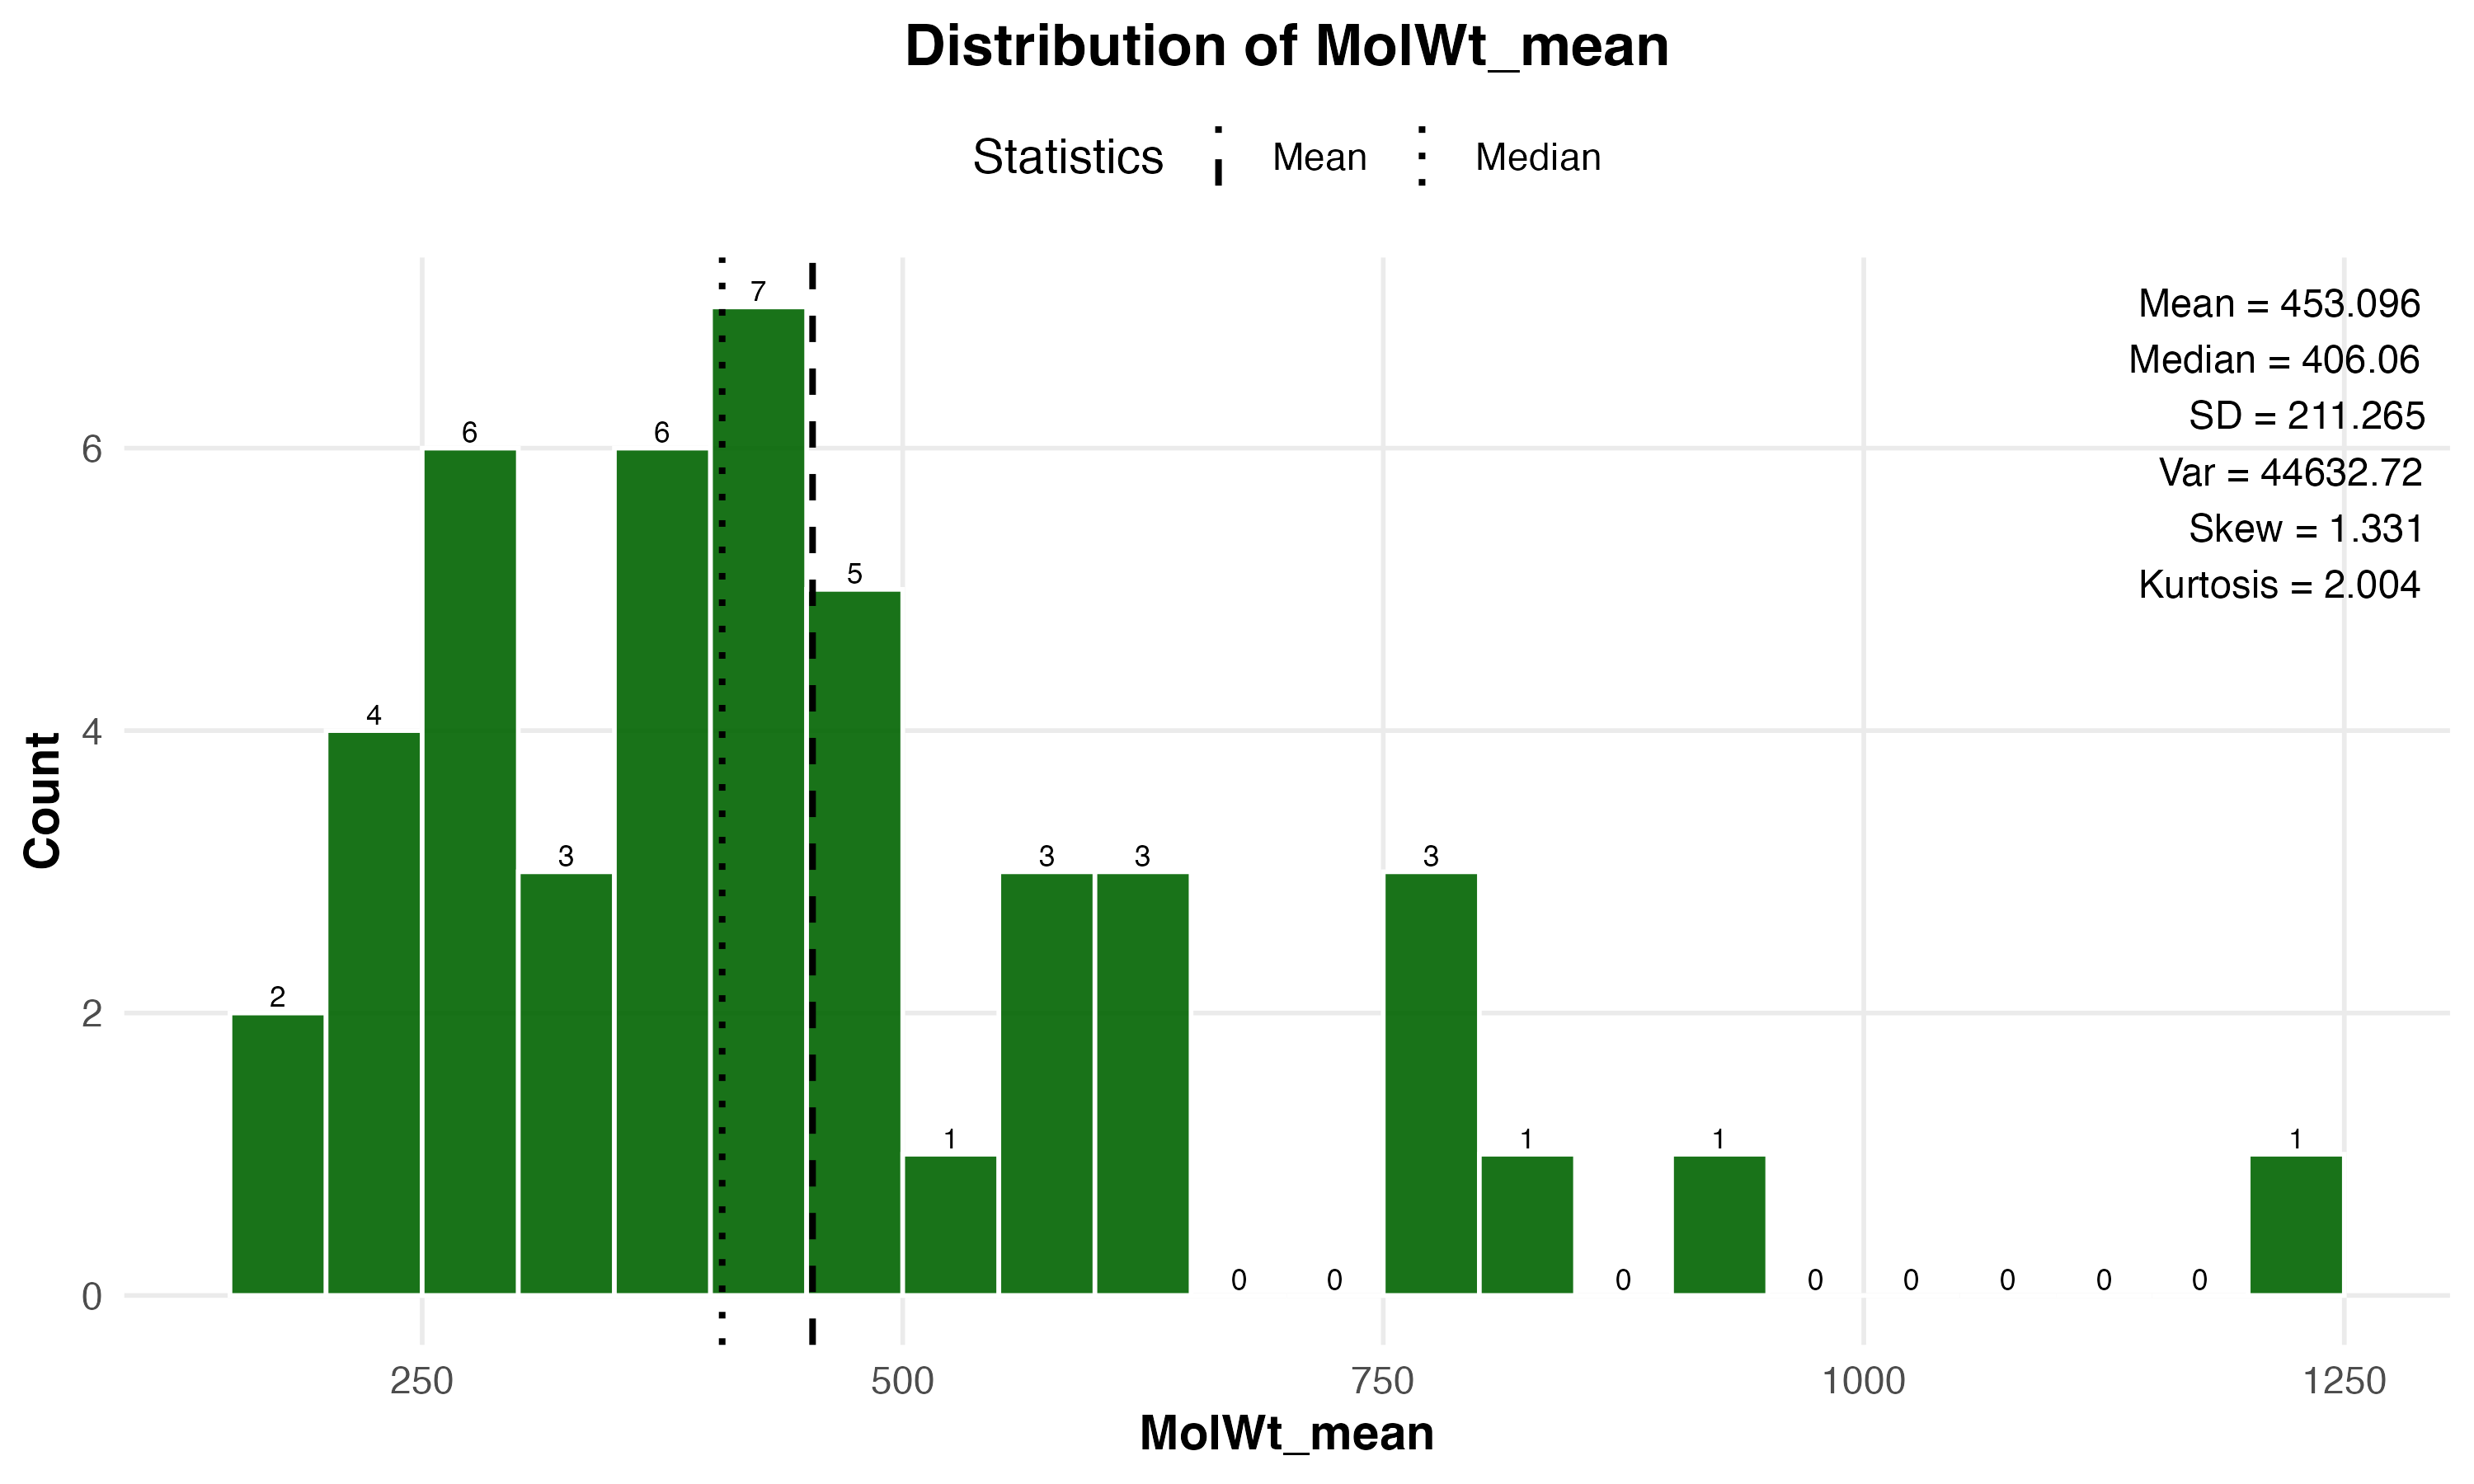 Distribution of MolWt_mean
Statistics Mean Median
Mean = 453.096
Median = 406.06
SD = 211.265
Var = 44632.72
Skew = 1.331
Kurtosis = 2.004
Count
6
4
2
0
2
4
6
3
6
7
5
1
3
3
0
0
3
1
0
1
0
0
0
0
0
1
250 500 750 1000 1250
MolWt_mean